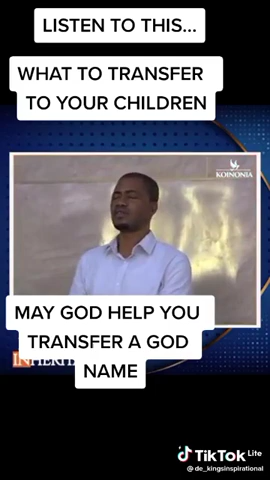 LISTEN TO THIS...
WHAT TO TRANSFER
TO YOUR CHILDREN
KOINONIA
MAY GOD HELP YOU
TRANSFER A GOD
NAME
TikTok Lite
@de_kingsinspirational